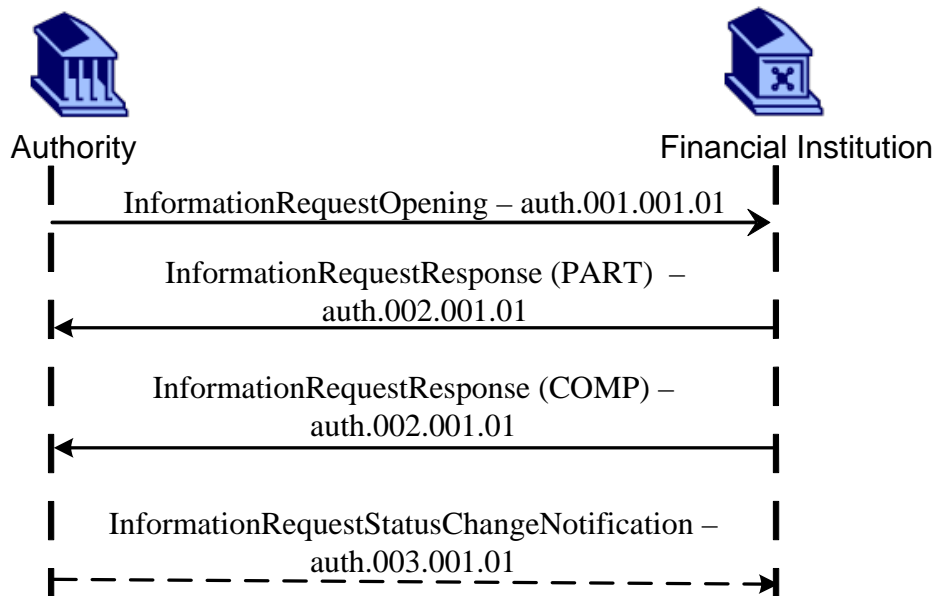 Authority
Financial Institution
InformationRequestOpening – auth.001.001.01
InformationRequestResponse (PART) –
auth.002.001.01
InformationRequestResponse (COMP) –
auth.002.001.01
InformationRequestStatusChangeNotification –
auth.003.001.01